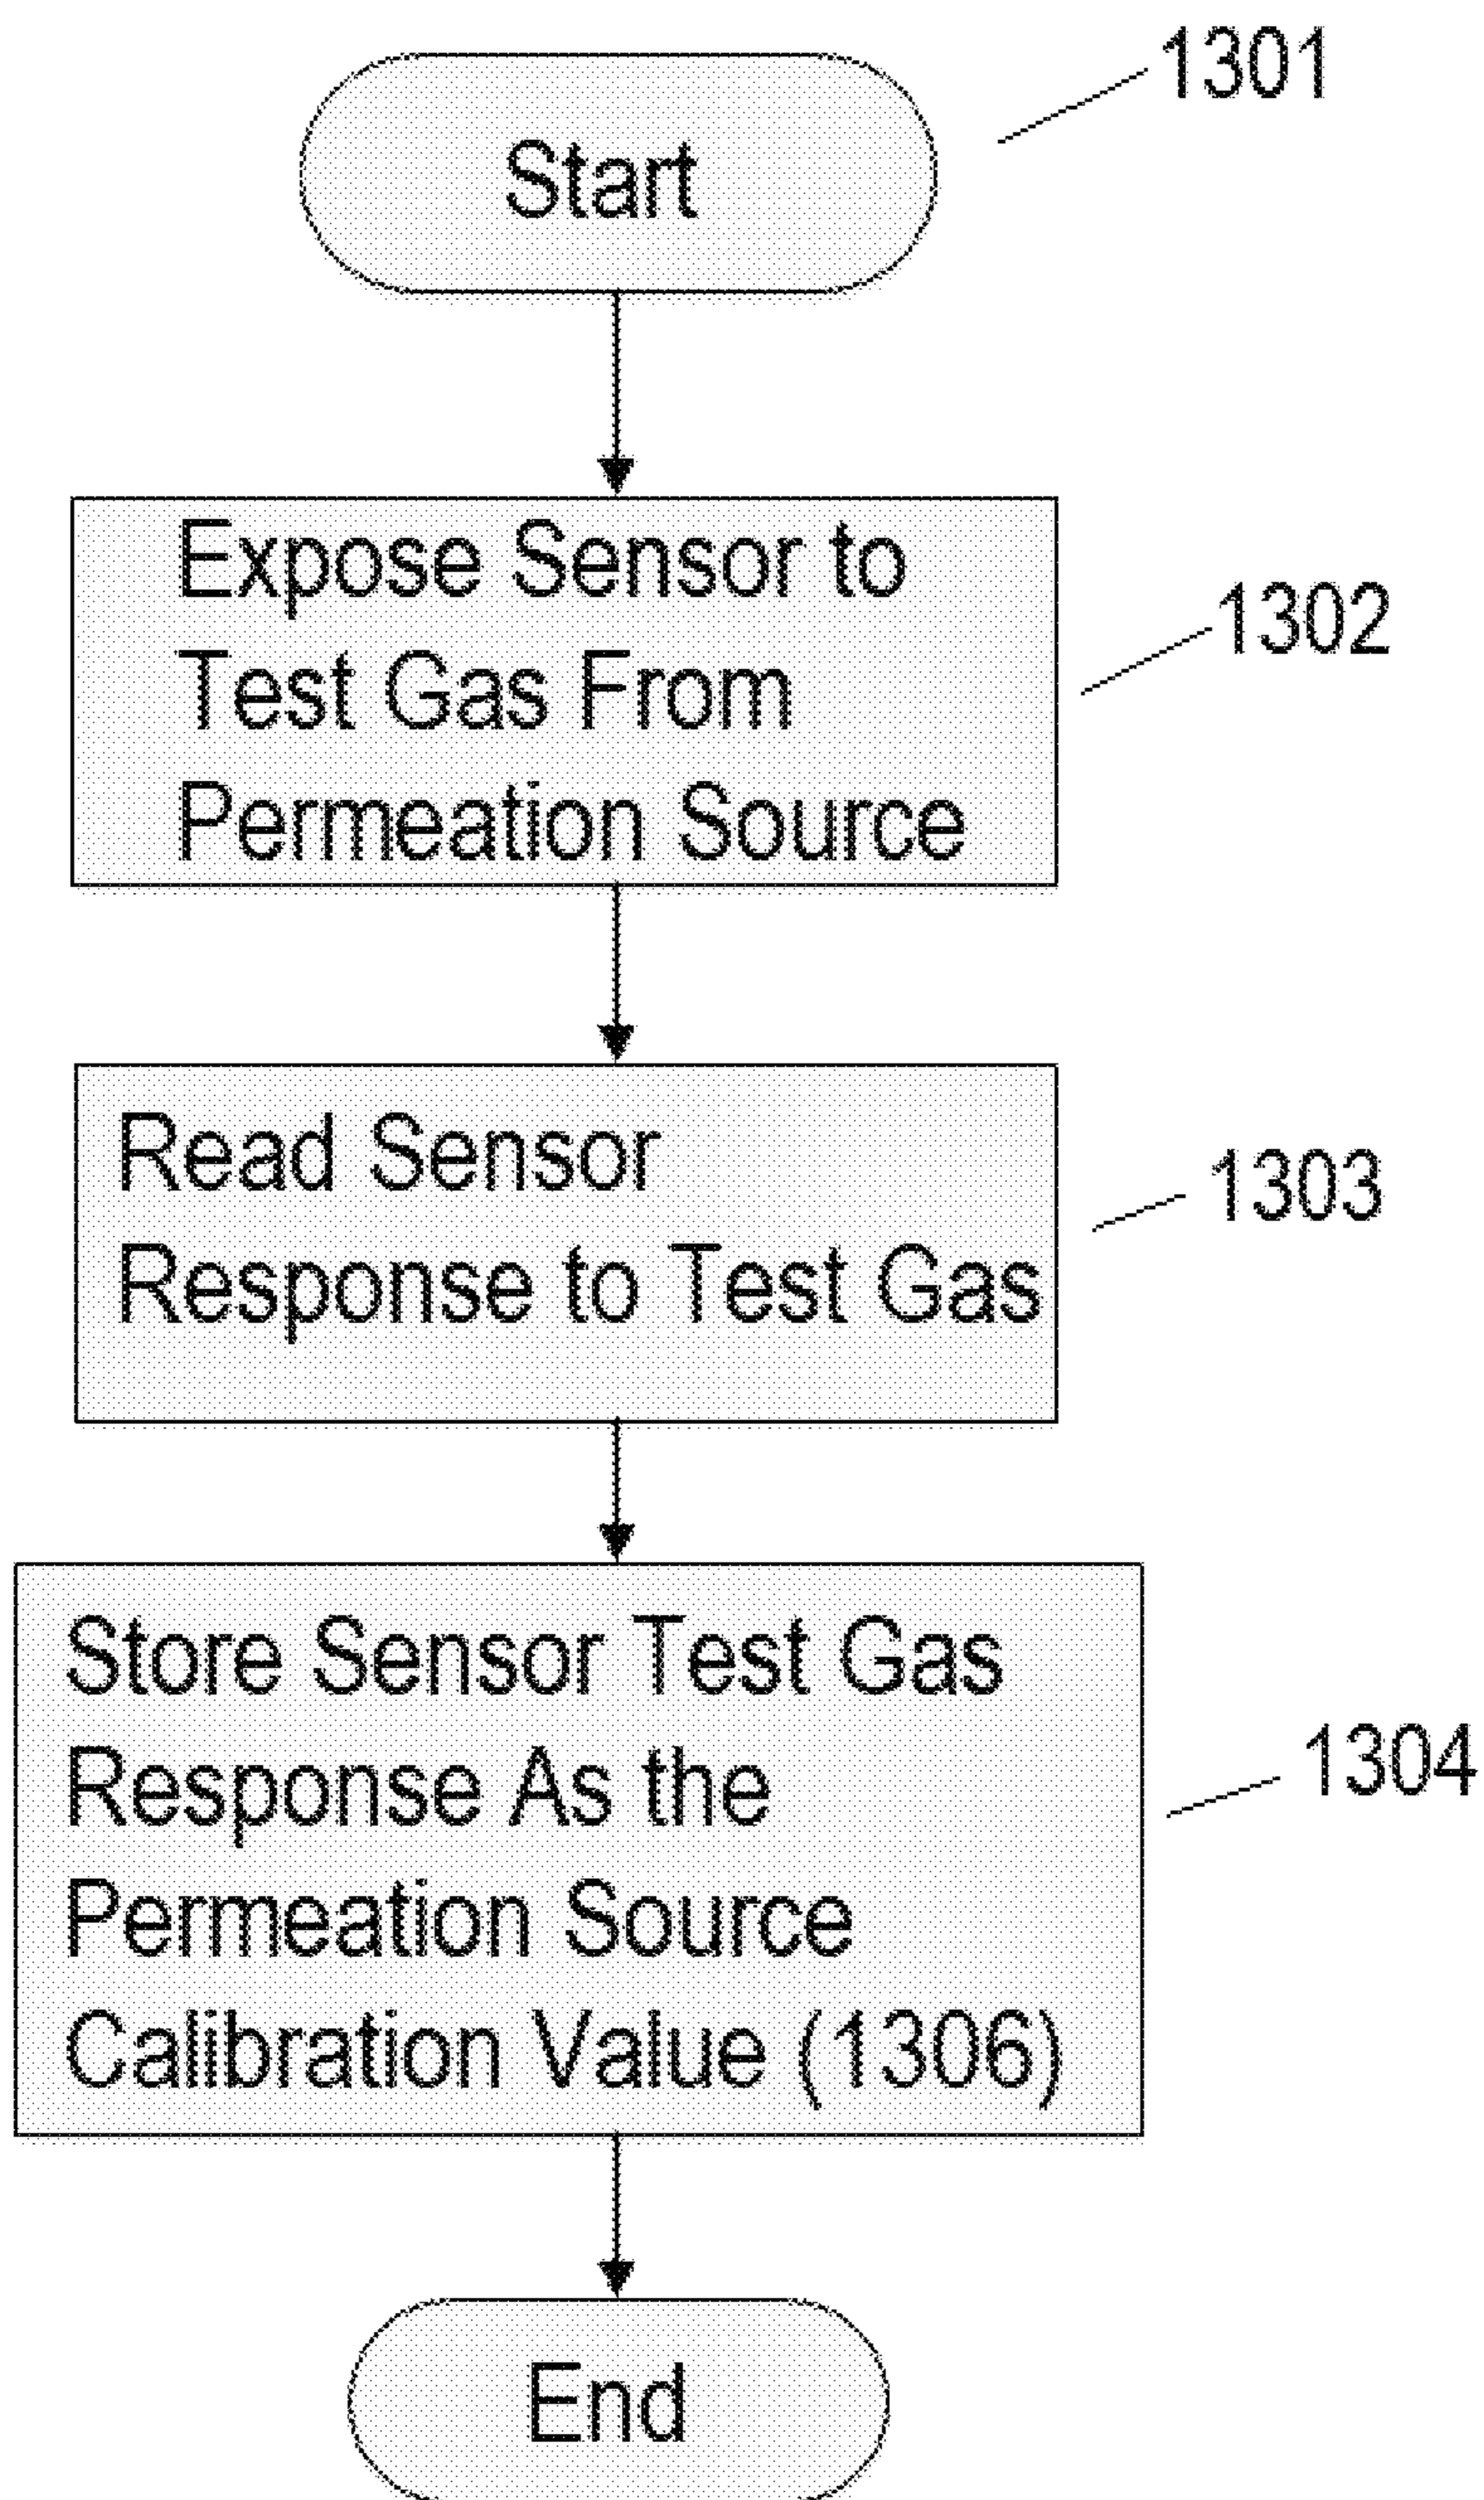 1301
Start
Expose Sensor to
Test Gas From
Permeation Source
1302
Read Sensor
Response to Test Gas
1303
Store Sensor Test Gas
Response As the
Permeation Source
Calibration Value (1306)
1304
End